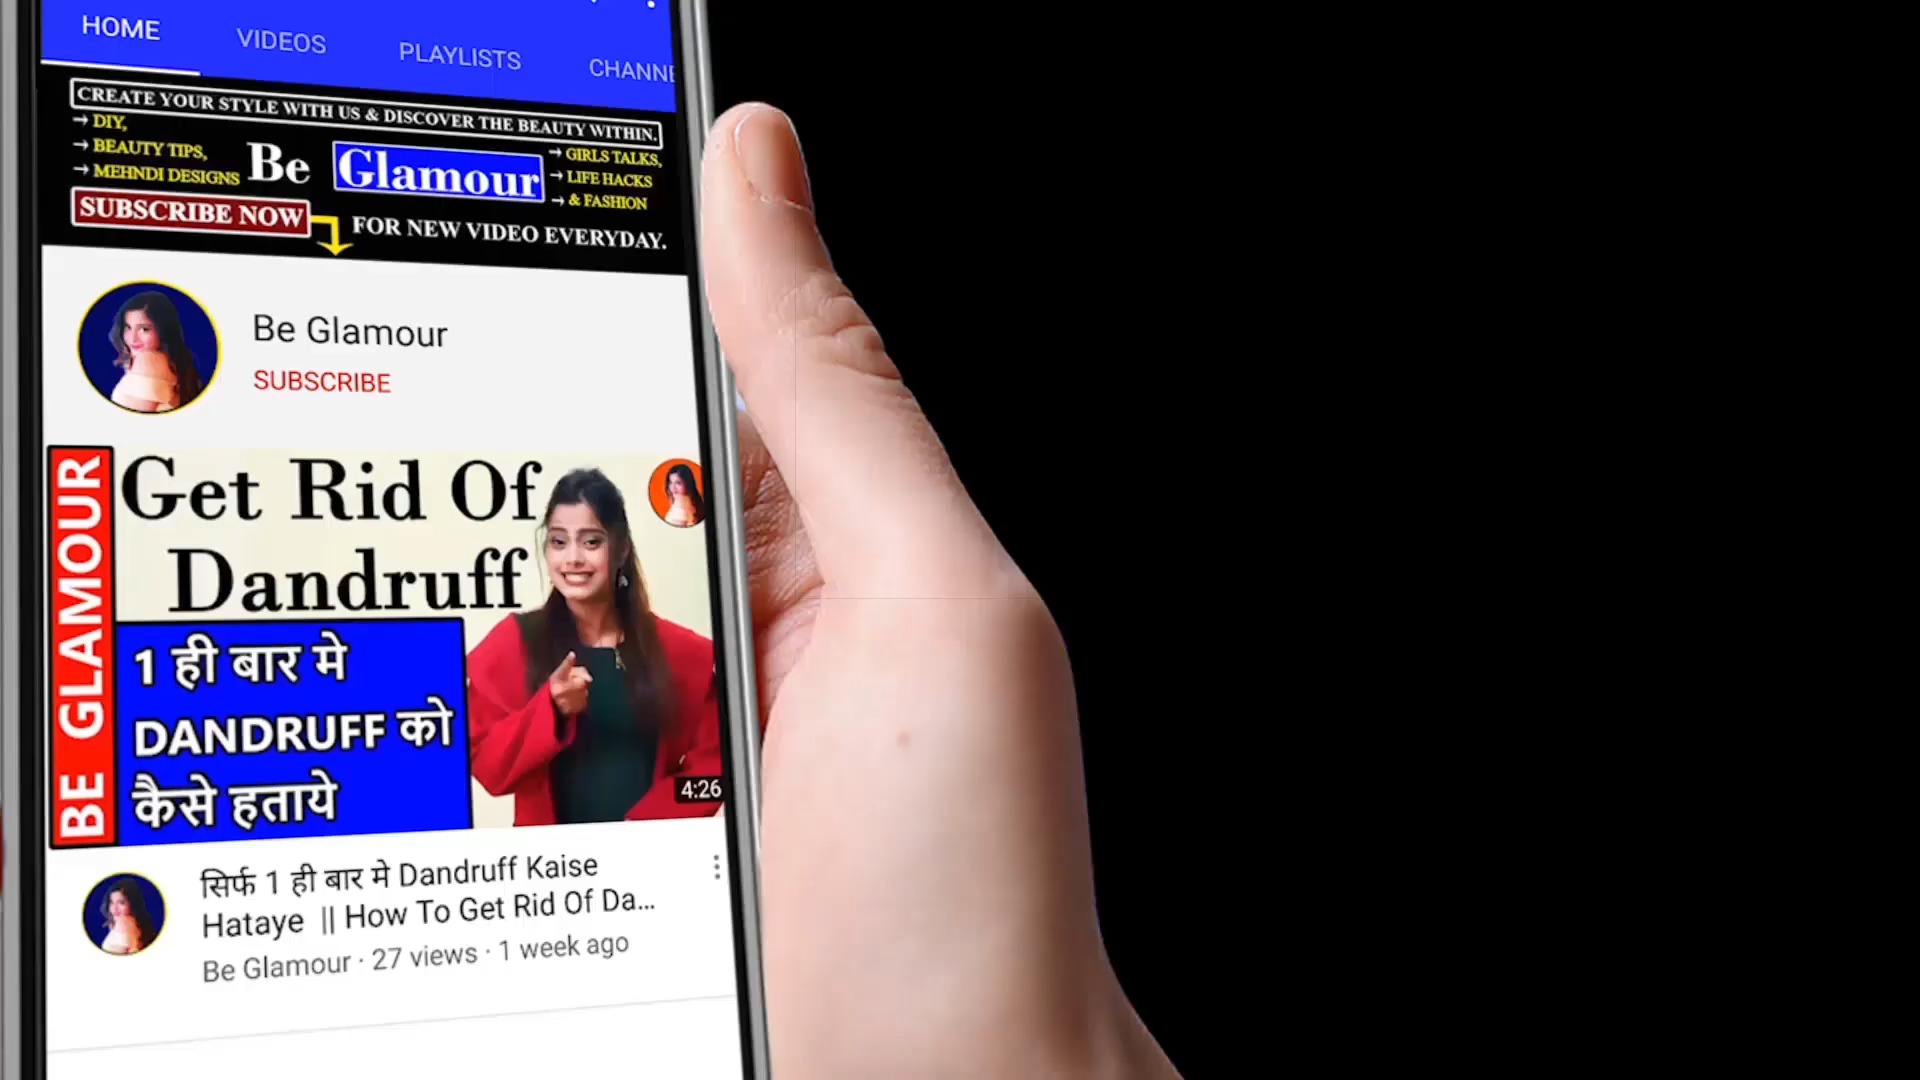 HOME
VIDEOS
PLAYLISTS
CHANNE
CREATE YOUR STYLE WITH US & DISCOVER THE BEAUTY WITHIN.
→ DIY,
→ BEAUTY TIPS,
→ MEHNDI DESIGNS
Be Glamour
→ GIRLS TALKS,
→ LIFE HACKS
→ & FASHION
SUBSCRIBE NOW
FOR NEW VIDEO EVERYDAY.
Be Glamour
SUBSCRIBE
BE GLAMOUR
Get Rid Of
Dandruff
1 ही बार मे
DANDRUFF को
कैसे हताये
4:26
सिर्फ 1 ही बार मे Dandruff Kaise
Hataye || How To Get Rid Of Da...
Be Glamour · 27 views · 1 week ago